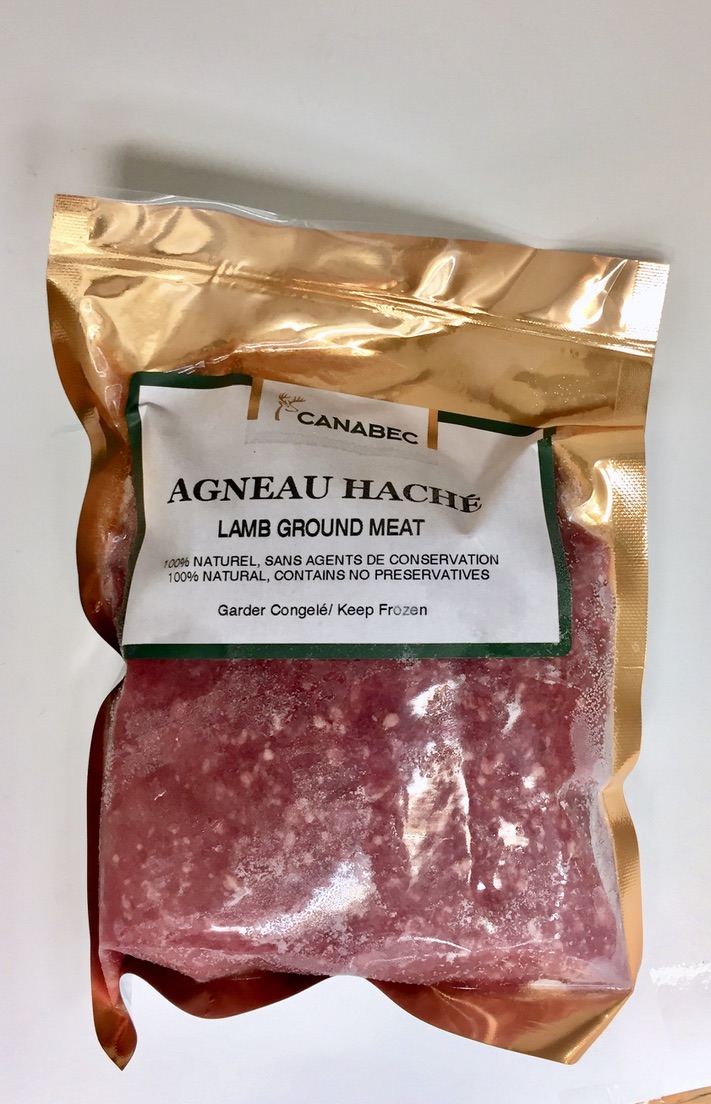 CANABEC
AGNEAU HACHÉ
LAMB GROUND MEAT
100% NATUREL, SANS AGENTS DE CONSERVATION
100% NATURAL, CONTAINS NO PRESERVATIVES
Garder Congelé/ Keep Frozen